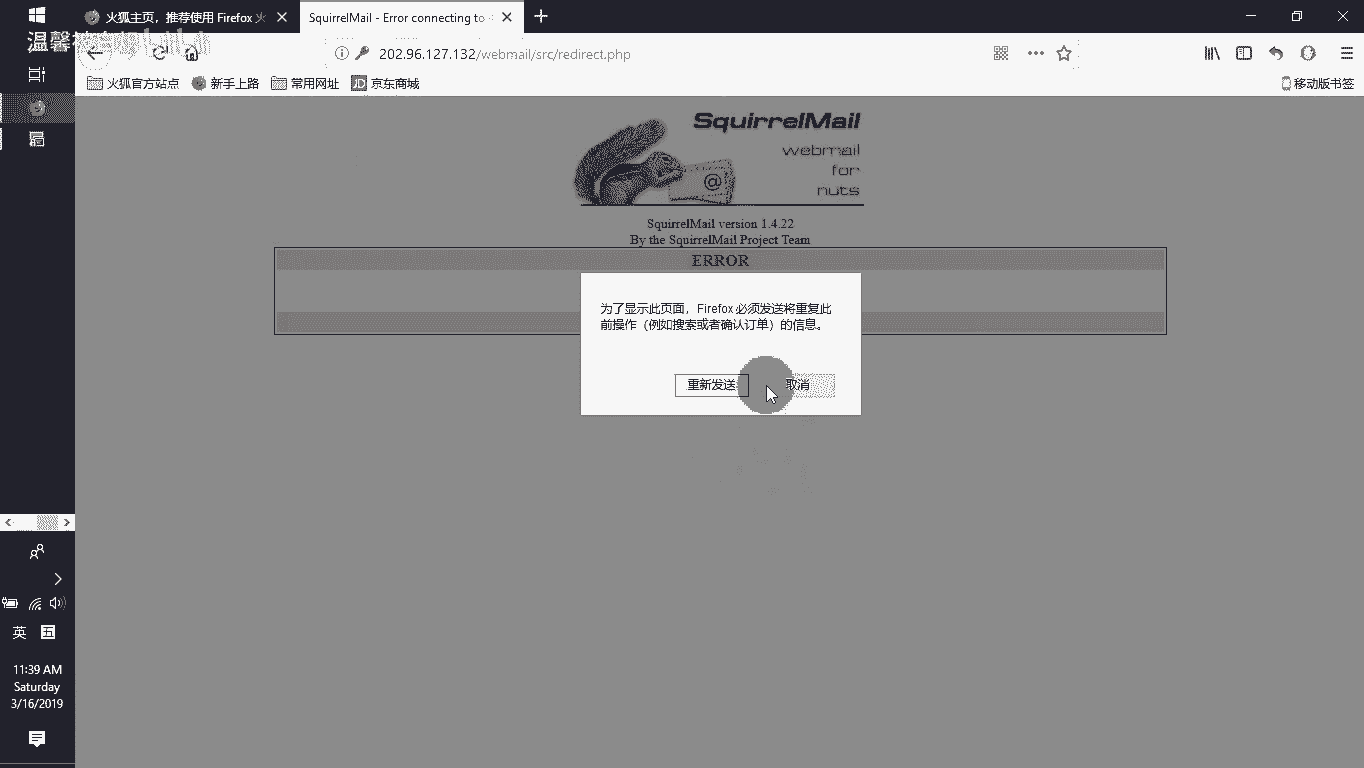 火狐主页，推荐使用 Firefox 火
SquirrelMail - Error connecting to
202.96.127.132/webmail/src/redirect.php
火狐官方站点
新手上路
常用网址
JD 京东商城
移动版书签
SquirrelMail
webmail
for
nuts
@
SquirrelMail version 1.4.22
By the SquirrelMail Project Team
ERROR
为了显示此页面，Firefox 必须发送将重复此
前操作（例如搜索或者确认订单）的信息。
重新发送
取消
英 五
11:39 AM
Saturday
3/16/2019